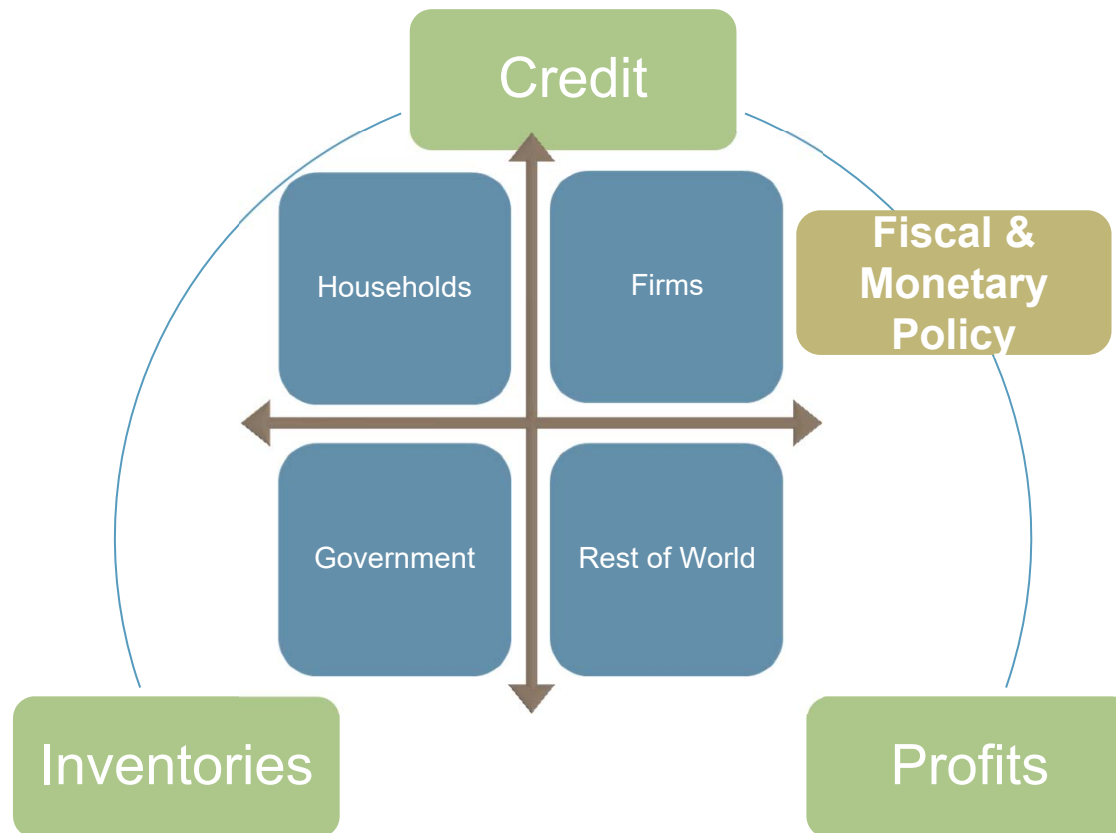 Credit
Households
Firms
Fiscal &
Monetary
Policy
Government
Rest of World
Inventories
Profits